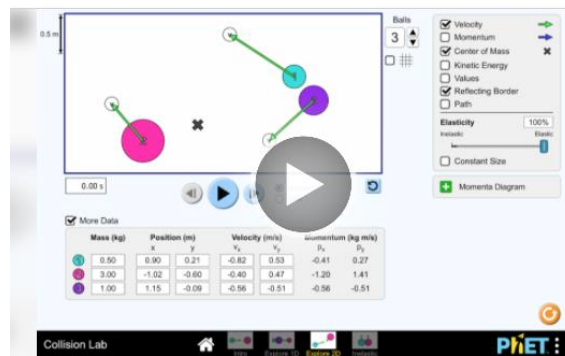 0.5 m
Balls
3
Velocity
Momentum
Center of Mass
Kinetic Energy
Values
Reflecting Border
Path
Elasticity 100%
Inelastic Elastic
Constant Size
Momenta Diagram
0.00 s
More Data
Mass (kg) Position (m) Velocity (m/s) Momentum (kg m/s)
x y vx vy px py
1 0.50 0.90 0.21 -0.82 0.53 -0.41 0.27
2 3.00 -1.02 -0.60 -0.40 0.47 -1.20 1.41
3 1.00 1.15 -0.09 -0.56 -0.51 -0.56 -0.51
Collision Lab
Intro Explore 1D Explore 2D Inelastic
PhET